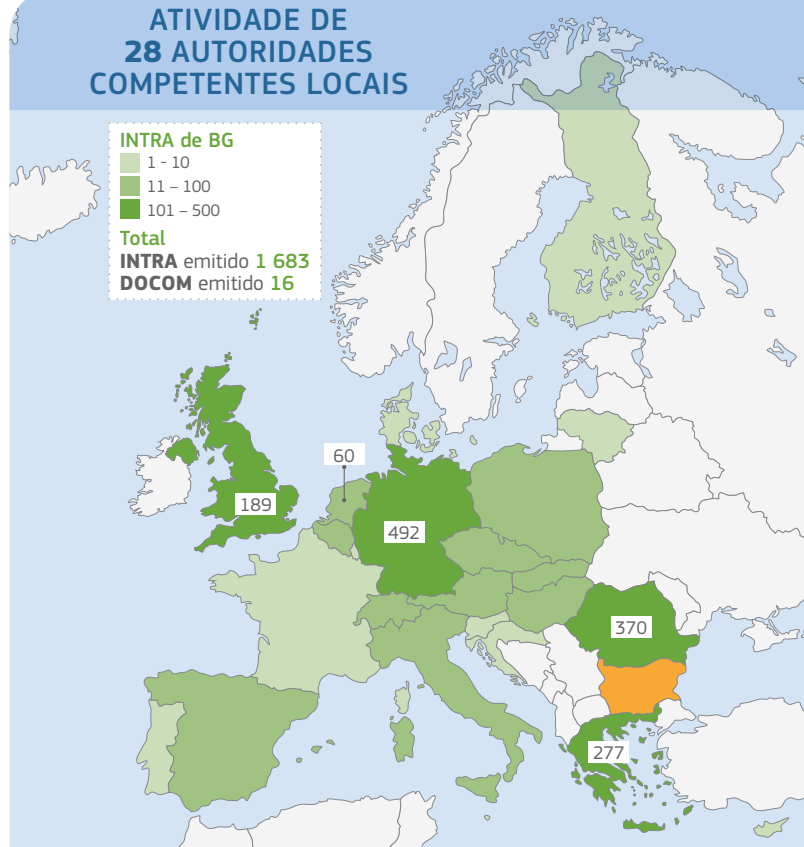 ATIVIDADE DE
28 AUTORIDADES
COMPETENTES LOCAIS
INTRA de BG
1 - 10
11 – 100
101 – 500
Total
INTRA emitido 1 683
DOCOM emitido 16
60
189
492
370
277